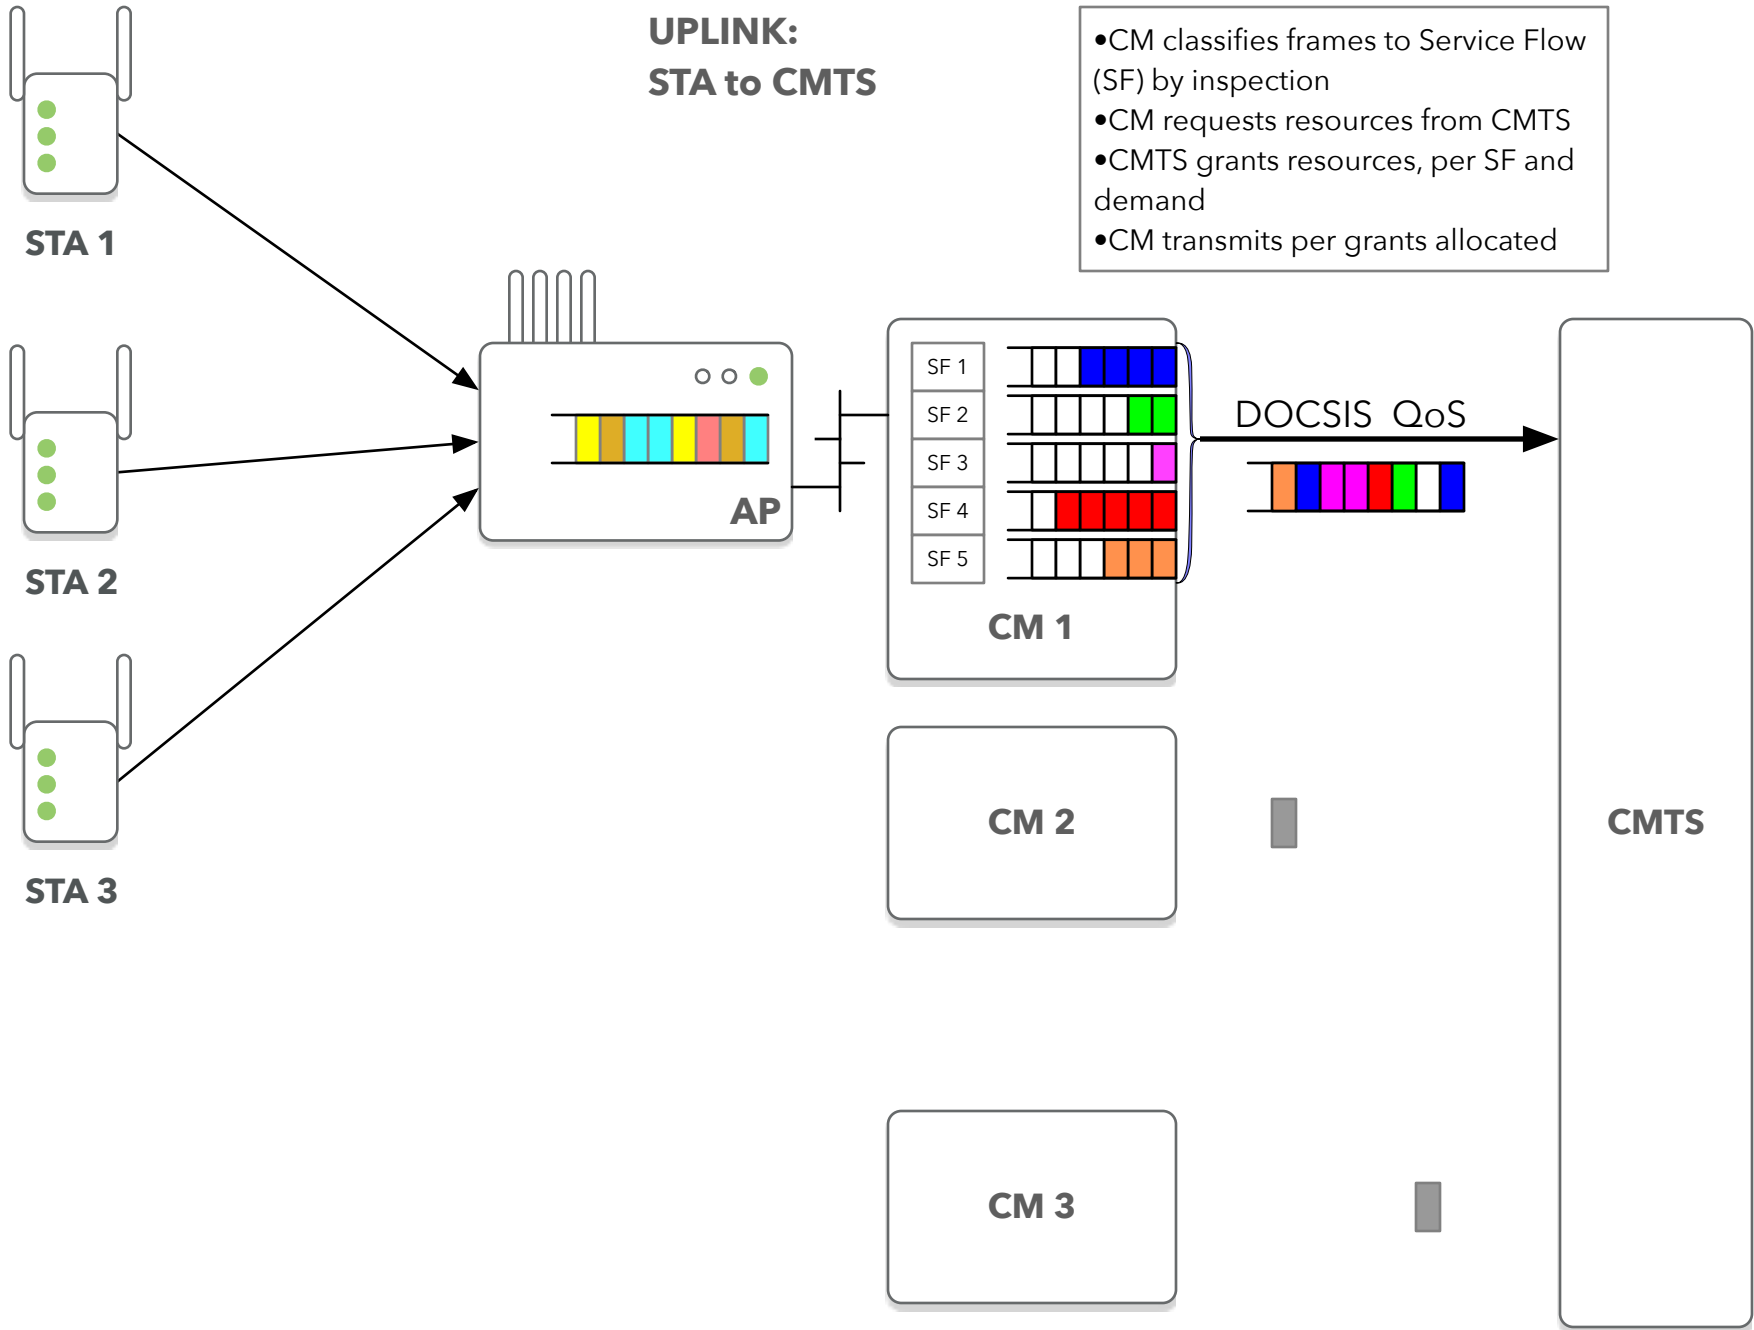 UPLINK:
STA to CMTS
•CM classifies frames to Service Flow
(SF) by inspection
•CM requests resources from CMTS
•CMTS grants resources, per SF and
demand
•CM transmits per grants allocated
STA 1
STA 2
STA 3
AP
SF 1
SF 2
SF 3
SF 4
SF 5
CM 1
DOCSIS QoS
CM 2
CMTS
CM 3